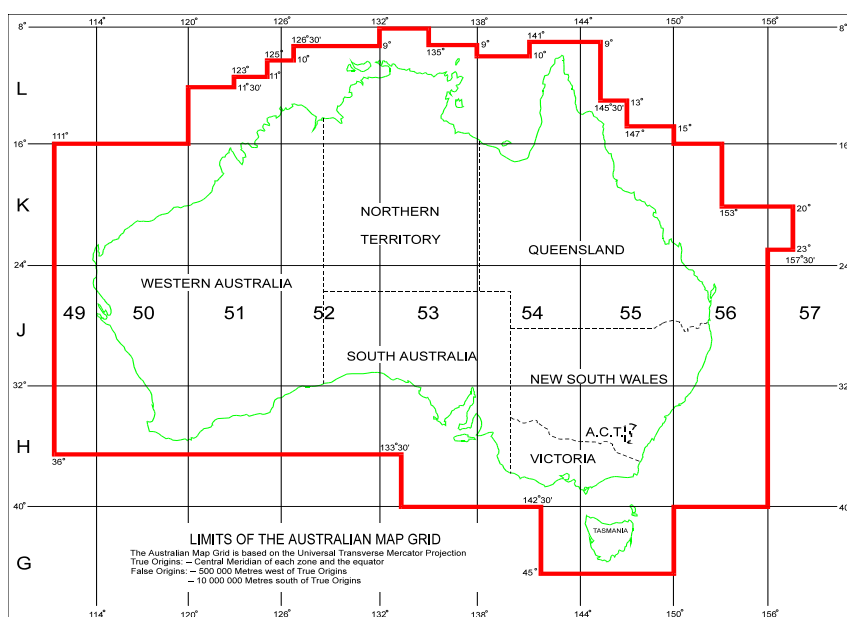 114° 120° 126° 132° 138° 144° 150° 156°
8° 8°
126°30' 9° 135° 9° 141° 9°
125° 10° 10°
123° 11°
L 11°30' 145°30' 13° L
147° 15°
111°
16° 16°
K NORTHERN 153° 20° K
TERRITORY QUEENSLAND 23°
157°30'
24° 24°
WESTERN AUSTRALIA
49 50 51 52 53 54 55 56 57
J J
SOUTH AUSTRALIA
NEW SOUTH WALES
32° 32°
A.C.T.
H 133°30' H
36° VICTORIA
40° 142°30' 40°
TASMANIA
LIMITS OF THE AUSTRALIAN MAP GRID
The Australian Map Grid is based on the Universal Transverse Mercator Projection
G True Origins: – Central Meridian of each zone and the equator G
False Origins: – 500 000 Metres west of True Origins
45°
– 10 000 000 Metres south of True Origins
114° 120° 126° 132° 138° 144° 150° 156°